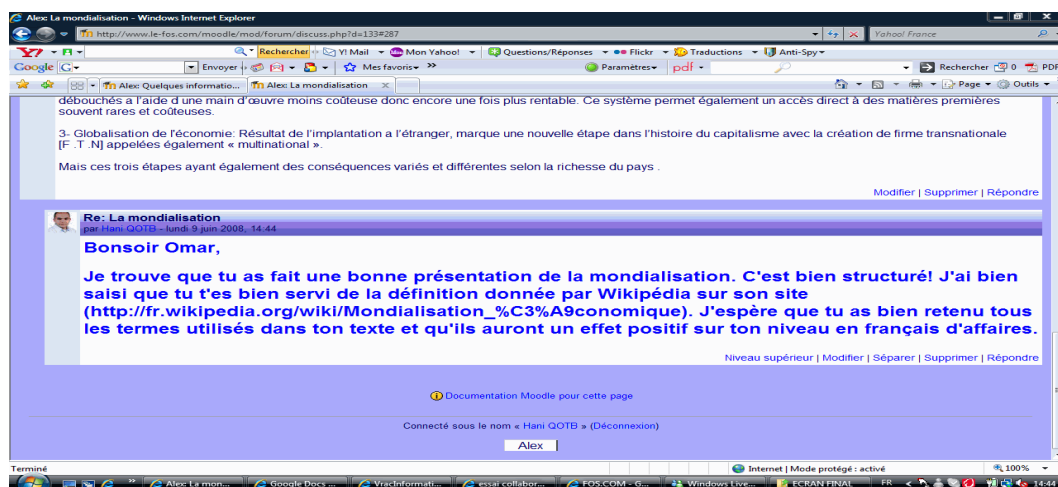 Alex: La mondialisation - Windows Internet Explorer
http://www.le-fos.com/moodle/mod/forum/discuss.php?d=133#287
Yahoo! France
Rechercher Y! Mail Mon Yahoo! Questions/Réponses Flickr Traductions Anti-Spy
Google Envoyer Mes favoris Paramètres pdf Rechercher 0 PDF
Alex: Quelques informatio... Alex: La mondialisation Page Outils
débouchés a l'aide d une main d'œuvre moins coûteuse donc encore une fois plus rentable. Ce système permet également un accès direct à des matières premières
souvent rares et coûteuses.
3- Globalisation de l'économie: Résultat de l'implantation a l'étranger, marque une nouvelle étape dans l'histoire du capitalisme avec la création de firme transnationale
[F .T .N] appelées également « multinational ».
Mais ces trois étapes ayant également des conséquences variés et différentes selon la richesse du pays .
Modifier | Supprimer | Répondre
Re: La mondialisation
par Hani QOTB - lundi 9 juin 2008, 14:44
Bonsoir Omar,
Je trouve que tu as fait une bonne présentation de la mondialisation. C'est bien structuré! J'ai bien
saisi que tu t'es bien servi de la définition donnée par Wikipédia sur son site
(http://fr.wikipedia.org/wiki/Mondialisation_%C3%A9conomique). J'espère que tu as bien retenu tous
les termes utilisés dans ton texte et qu'ils auront un effet positif sur ton niveau en français d'affaires.
Niveau supérieur | Modifier | Séparer | Supprimer | Répondre
Documentation Moodle pour cette page
Connecté sous le nom « Hani QOTB » (Déconnexion)
Alex
Terminé Internet | Mode protégé : activé 100%
Alex: La mon... Google Docs ... VracInformati... essai collabor... FOS.COM - G... Windows Live... ECRAN FINAL FR 14:44